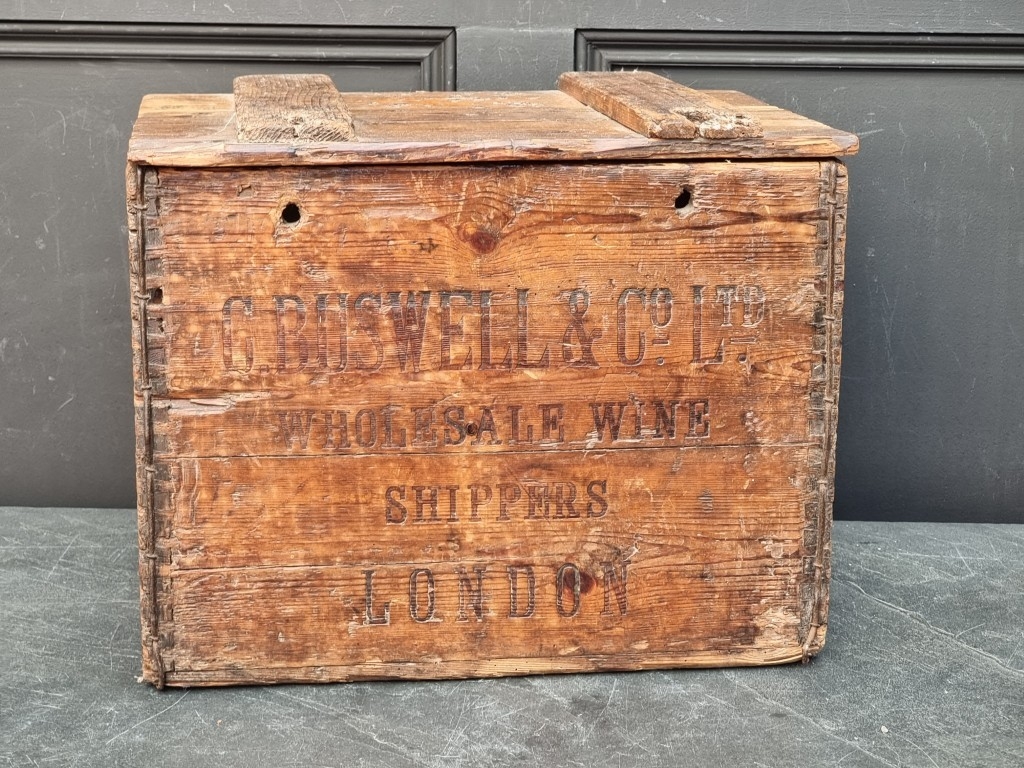 C. BUSWELL & Co. LTD
WHOLESALE WINE
SHIPPERS
LONDON